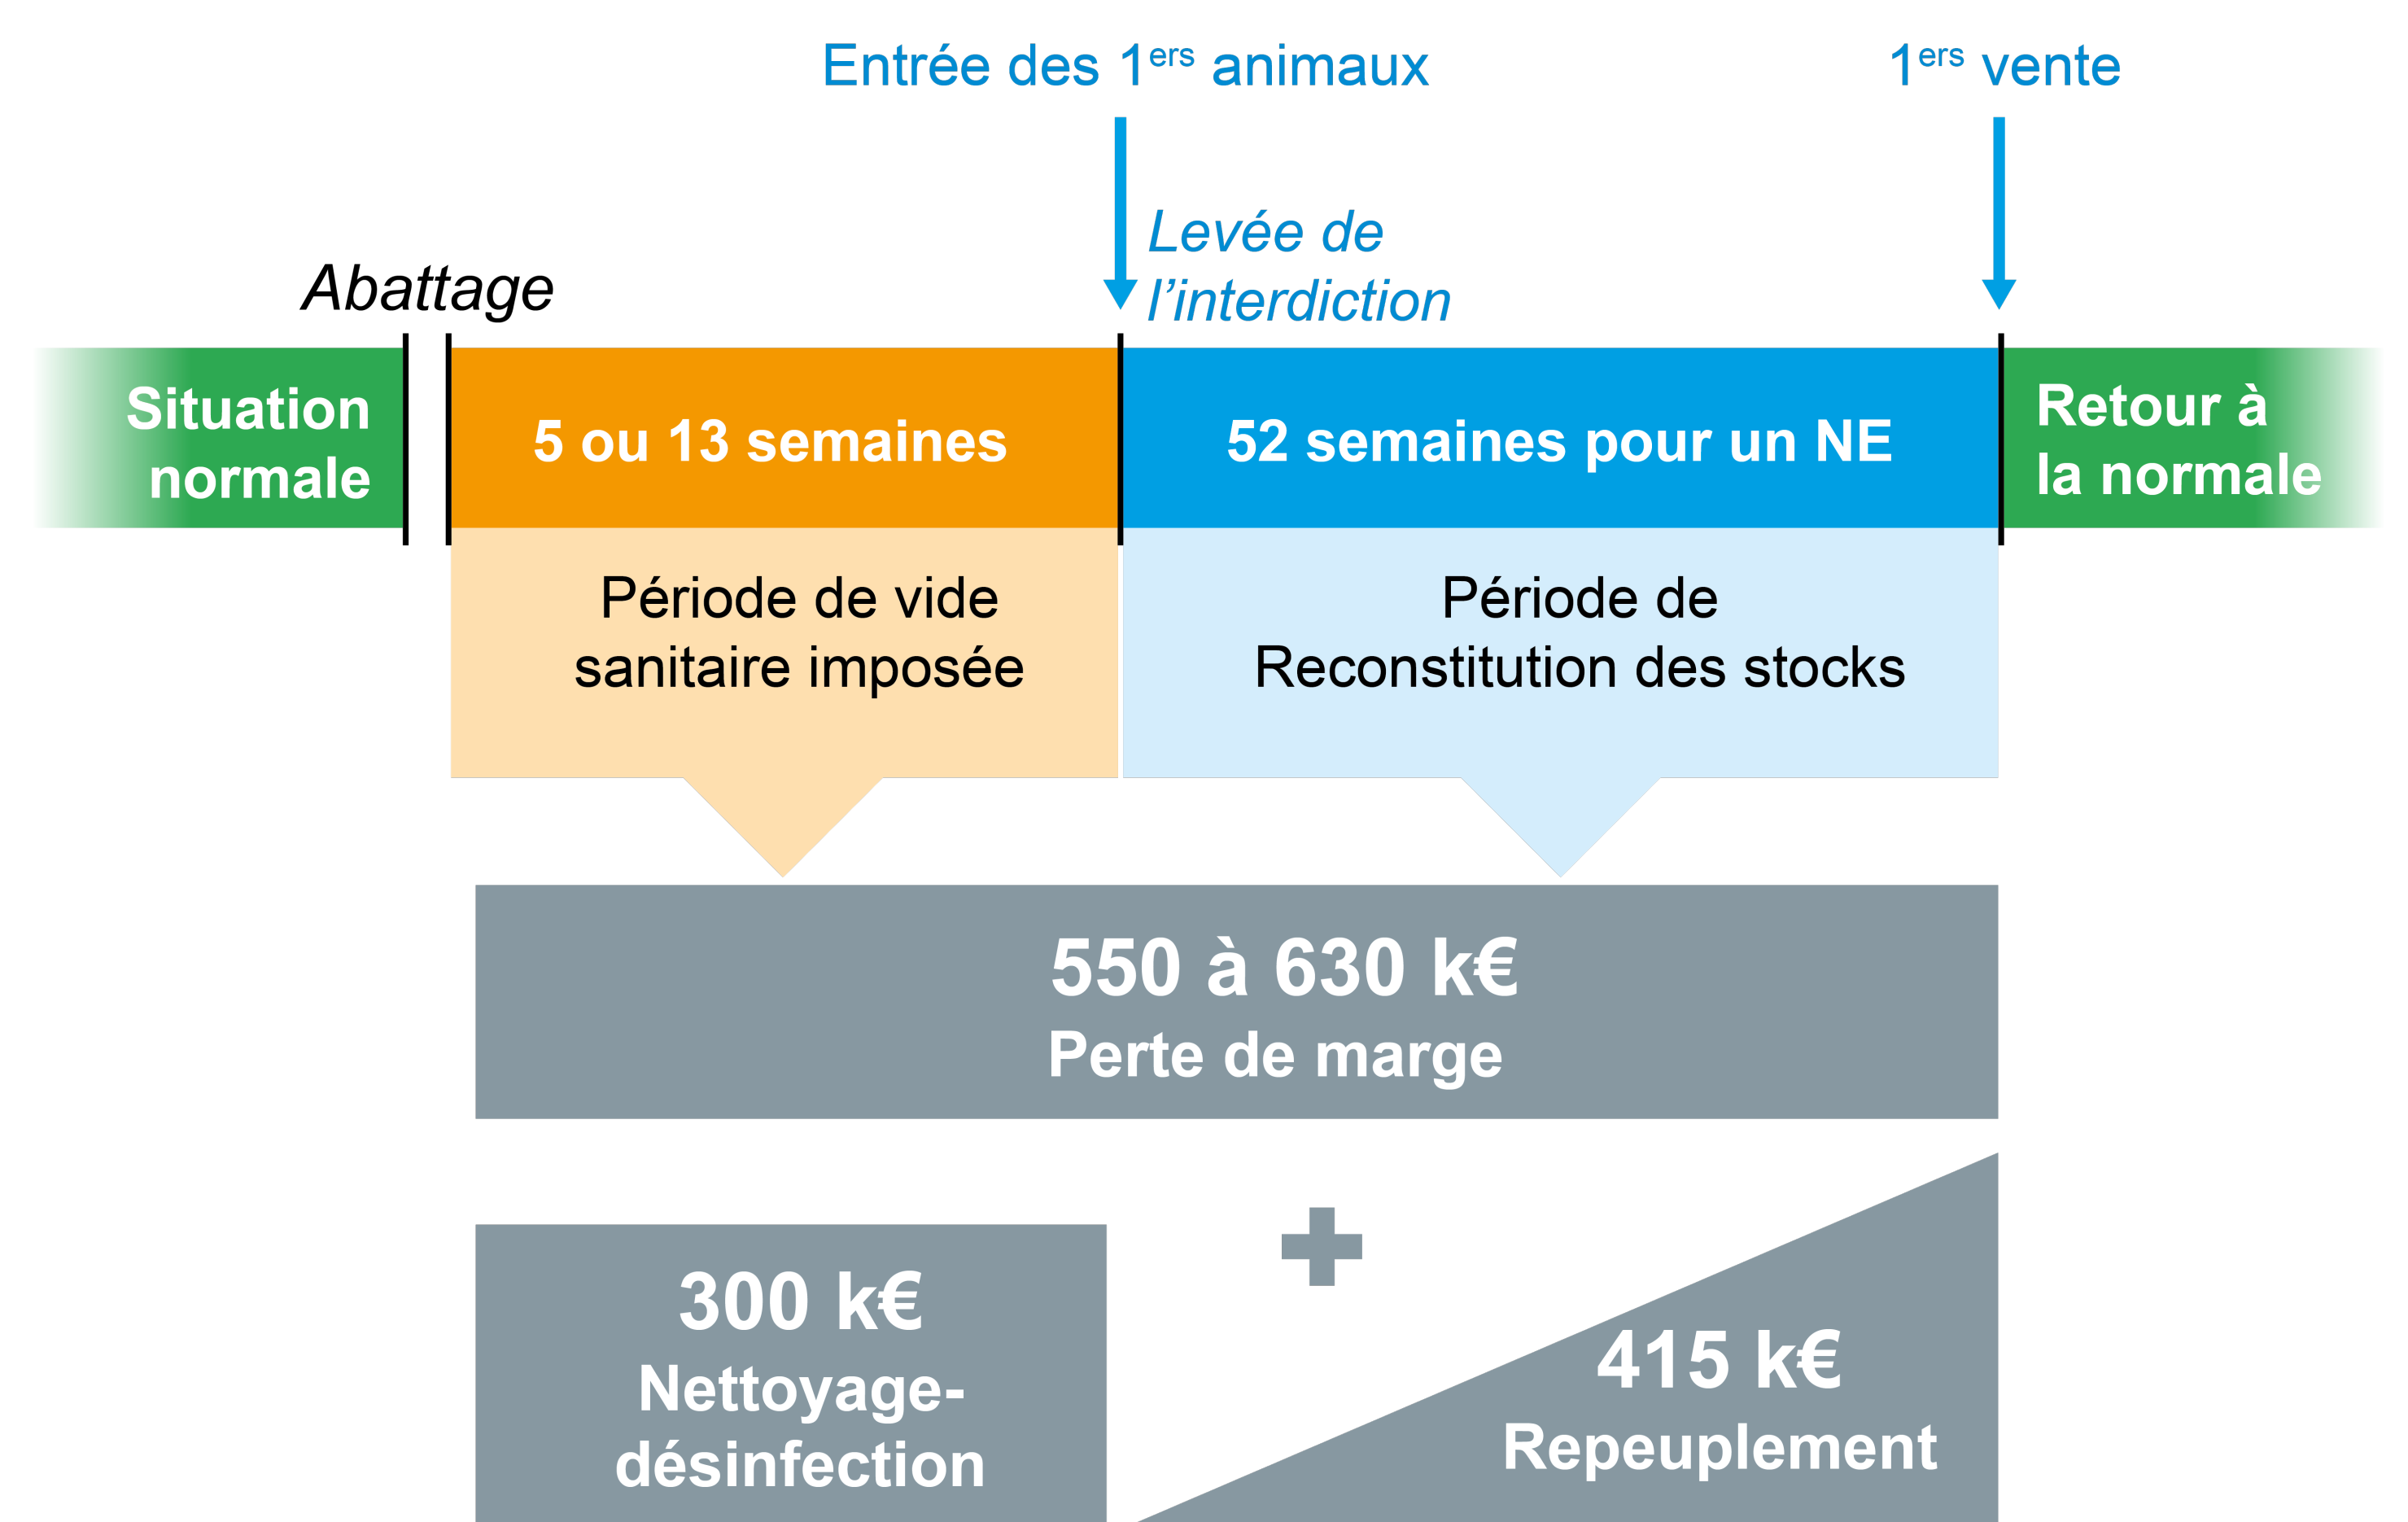 Entrée des 1ers animaux
1ers vente
Levée de
l’interdiction
Abattage
Situation
normale
5 ou 13 semaines
52 semaines pour un NE
Retour à
la normale
Période de vide
sanitaire imposée
Période de
Reconstitution des stocks
550 à 630 k€
Perte de marge
300 k€
Nettoyage-
désinfection
415 k€
Repeuplement